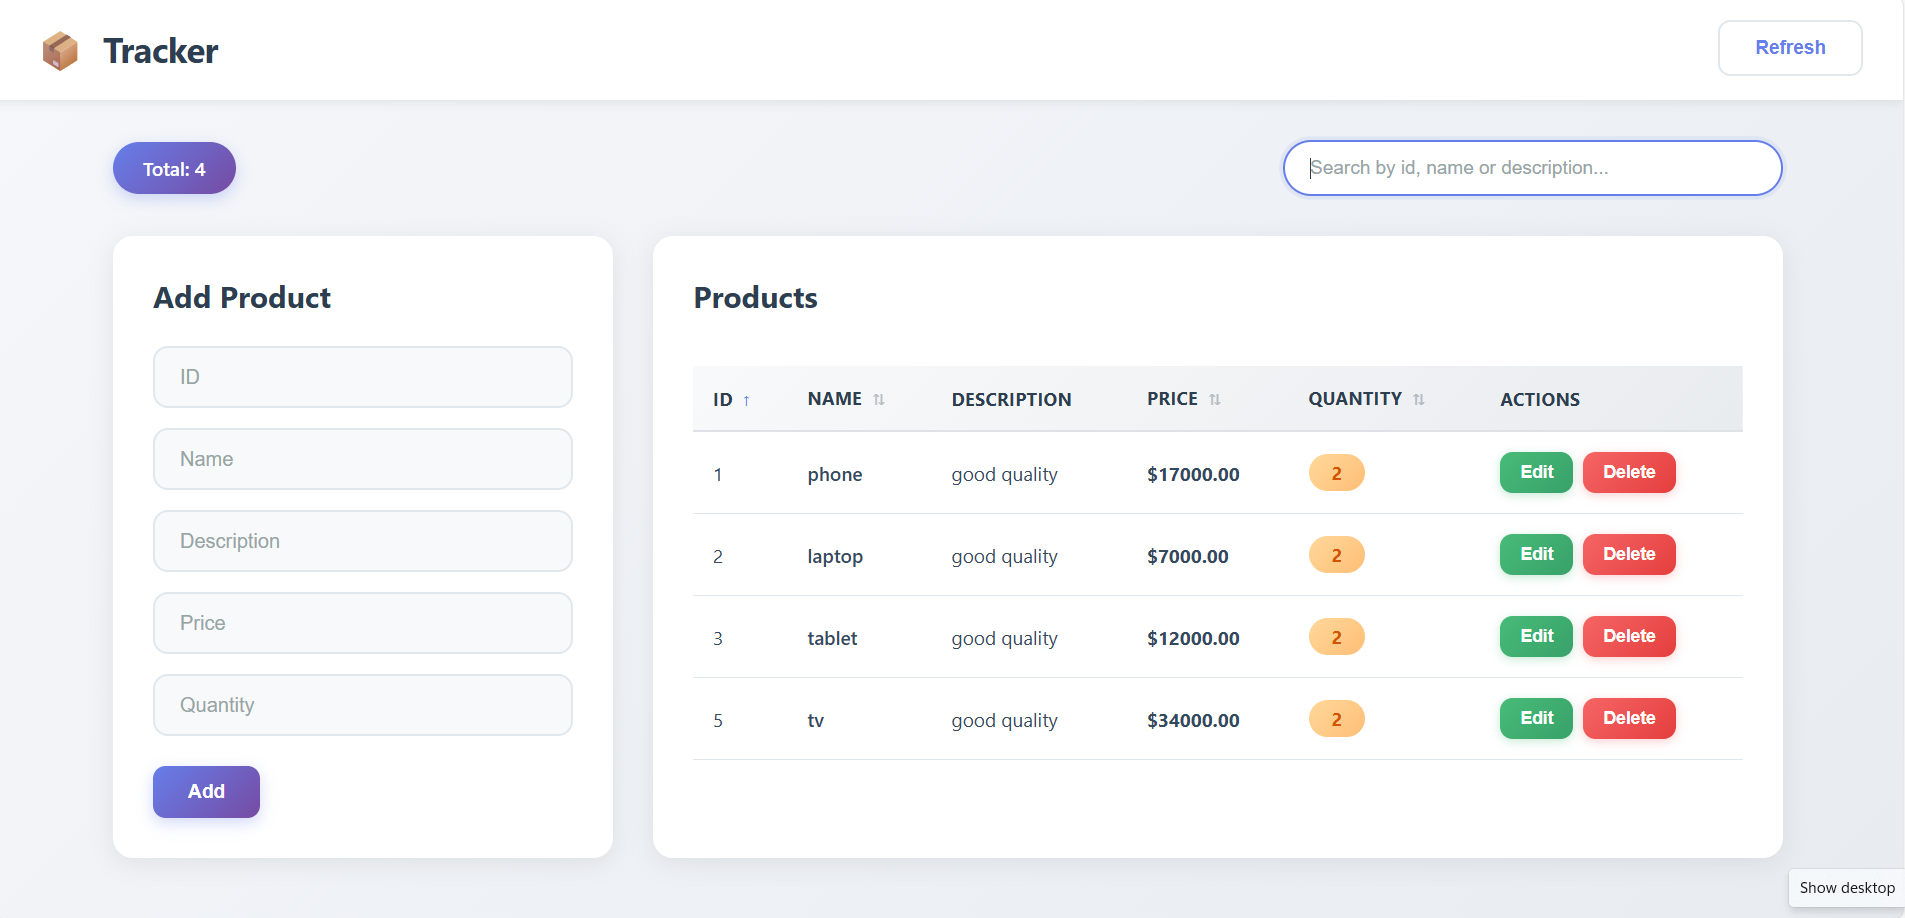 Tracker
Refresh
Total: 4
Search by id, name or description...
Add Product
ID
Name
Description
Price
Quantity
Add
Products
ID ↑ NAME ⇅ DESCRIPTION PRICE ⇅ QUANTITY ⇅ ACTIONS
1 phone good quality $17000.00 2 Edit Delete
2 laptop good quality $7000.00 2 Edit Delete
3 tablet good quality $12000.00 2 Edit Delete
5 tv good quality $34000.00 2 Edit Delete
Show desktop